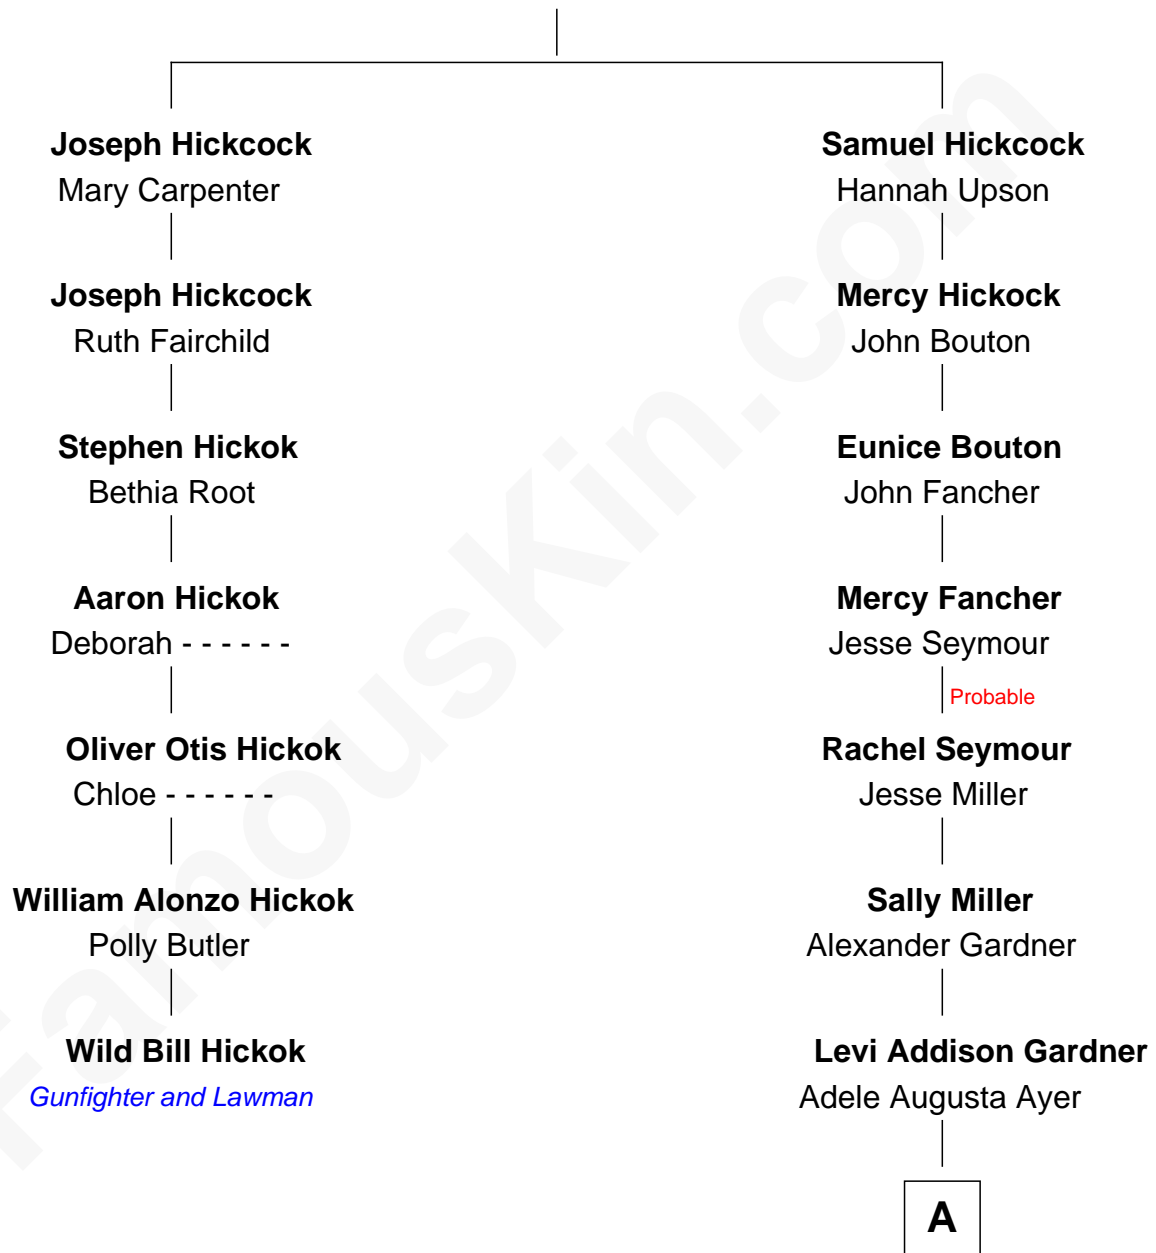 Joseph Hickcock
Mary Carpenter
Joseph Hickcock
Ruth Fairchild
Stephen Hickok
Bethia Root
Aaron Hickok
Deborah - - - - - -
Oliver Otis Hickok
Chloe - - - - - -
William Alonzo Hickok
Polly Butler
Wild Bill Hickok
Gunfighter and Lawman
Samuel Hickcock
Hannah Upson
Mercy Hickock
John Bouton
Eunice Bouton
John Fancher
Mercy Fancher
Jesse Seymour
Probable
Rachel Seymour
Jesse Miller
Sally Miller
Alexander Gardner
Levi Addison Gardner
Adele Augusta Ayer
A
FamousKin.com